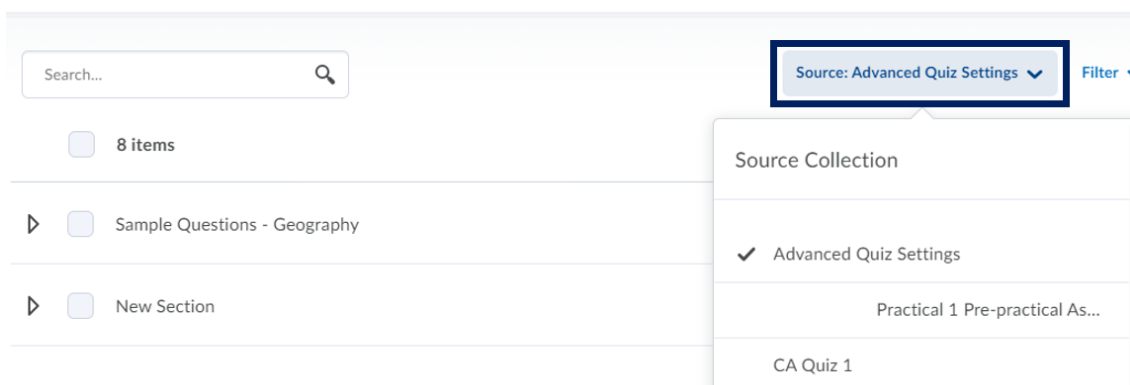 Search...
Source: Advanced Quiz Settings
Filter
8 items
Source Collection
Sample Questions - Geography
Advanced Quiz Settings
New Section
Practical 1 Pre-practical As...
CA Quiz 1